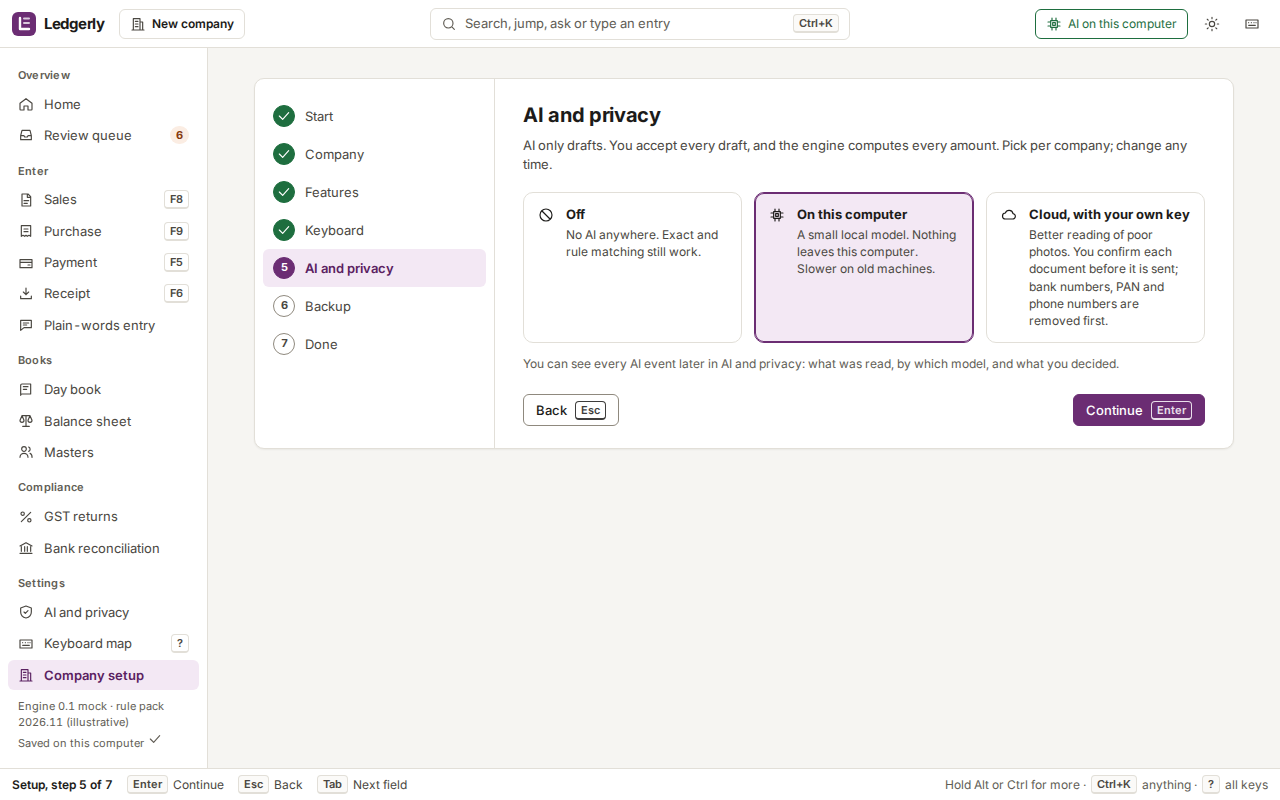 Ledgerly
New company
Search, jump, ask or type an entry
Ctrl+K
AI on this computer
Overview
Home
Review queue 6
Enter
Sales F8
Purchase F9
Payment F5
Receipt F6
Plain-words entry
Books
Day book
Balance sheet
Masters
Compliance
GST returns
Bank reconciliation
Settings
AI and privacy
Keyboard map ?
Company setup
Engine 0.1 mock · rule pack
2026.11 (illustrative)
Saved on this computer
Start
Company
Features
Keyboard
5 AI and privacy
6 Backup
7 Done
AI and privacy
AI only drafts. You accept every draft, and the engine computes every amount. Pick per company; change any
time.
Off
No AI anywhere. Exact and
rule matching still work.
On this computer
A small local model. Nothing
leaves this computer.
Slower on old machines.
Cloud, with your own key
Better reading of poor
photos. You confirm each
document before it is sent;
bank numbers, PAN and
phone numbers are
removed first.
You can see every AI event later in AI and privacy: what was read, by which model, and what you decided.
Back Esc
Continue Enter
Setup, step 5 of 7 Enter Continue Esc Back Tab Next field
Hold Alt or Ctrl for more · Ctrl+K anything · ? all keys